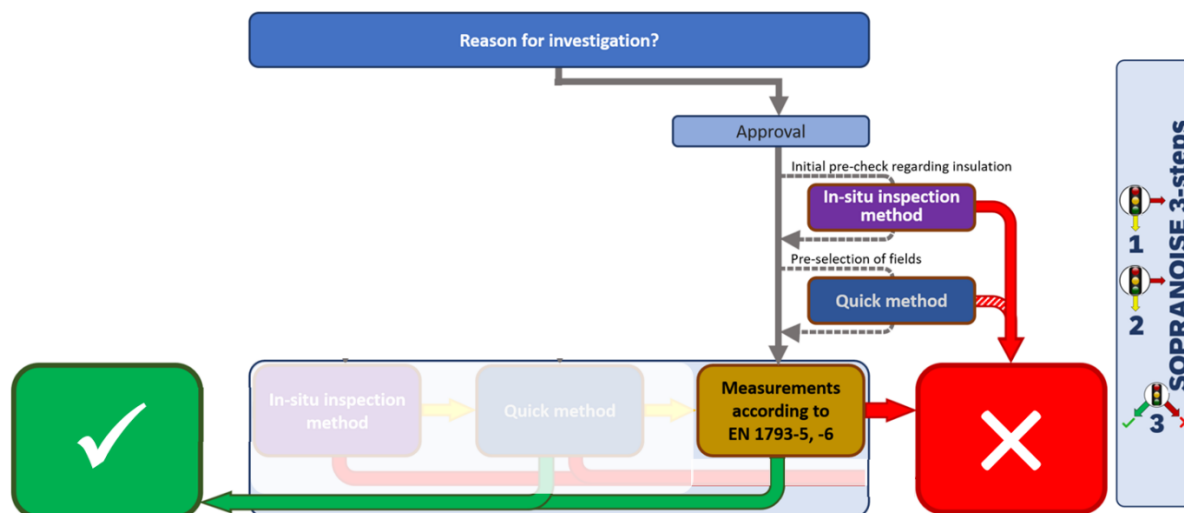 Reason for investigation?
Approval
Initial pre-check regarding insulation
In-situ inspection
method
Pre-selection of fields
Quick method
In-situ inspection
method
Quick method
Measurements
according to
EN 1793-5, -6
SOPRANOISE 3-steps
1
2
3